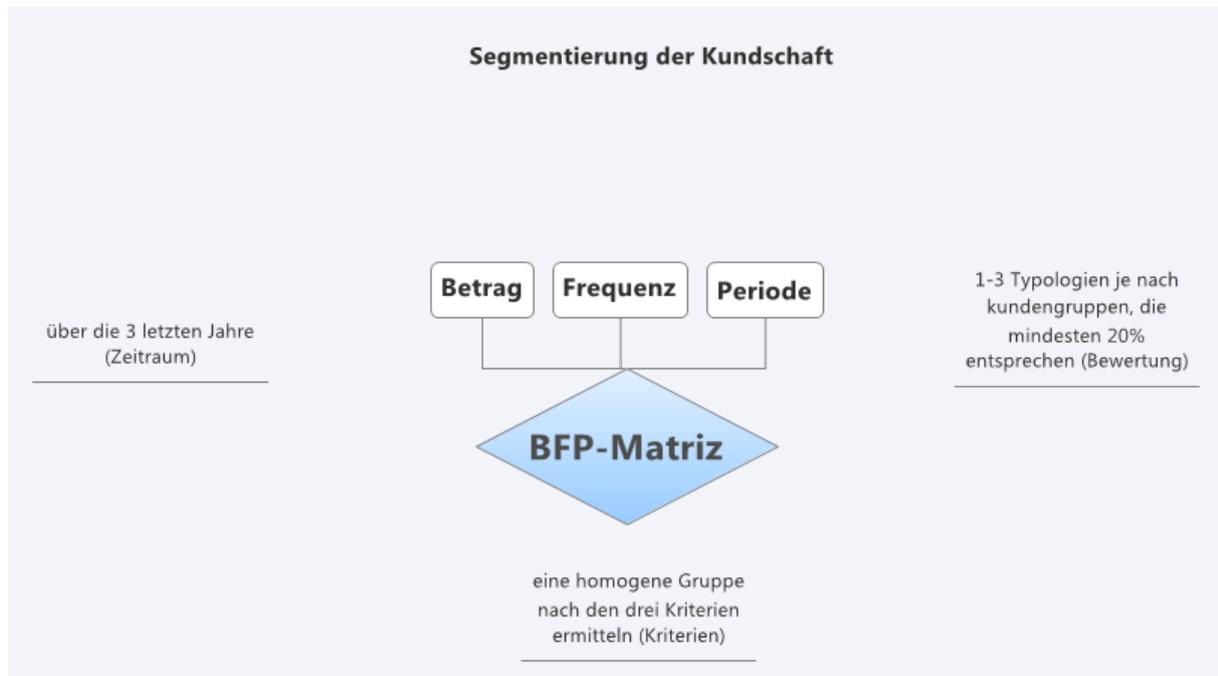 Segmentierung der Kundschaft
Betrag
Frequenz
Periode
1-3 Typologien je nach
kundengruppen, die
mindesten 20%
entsprechen (Bewertung)
über die 3 letzten Jahre
(Zeitraum)
BFP-Matriz
eine homogene Gruppe
nach den drei Kriterien
ermitteln (Kriterien)